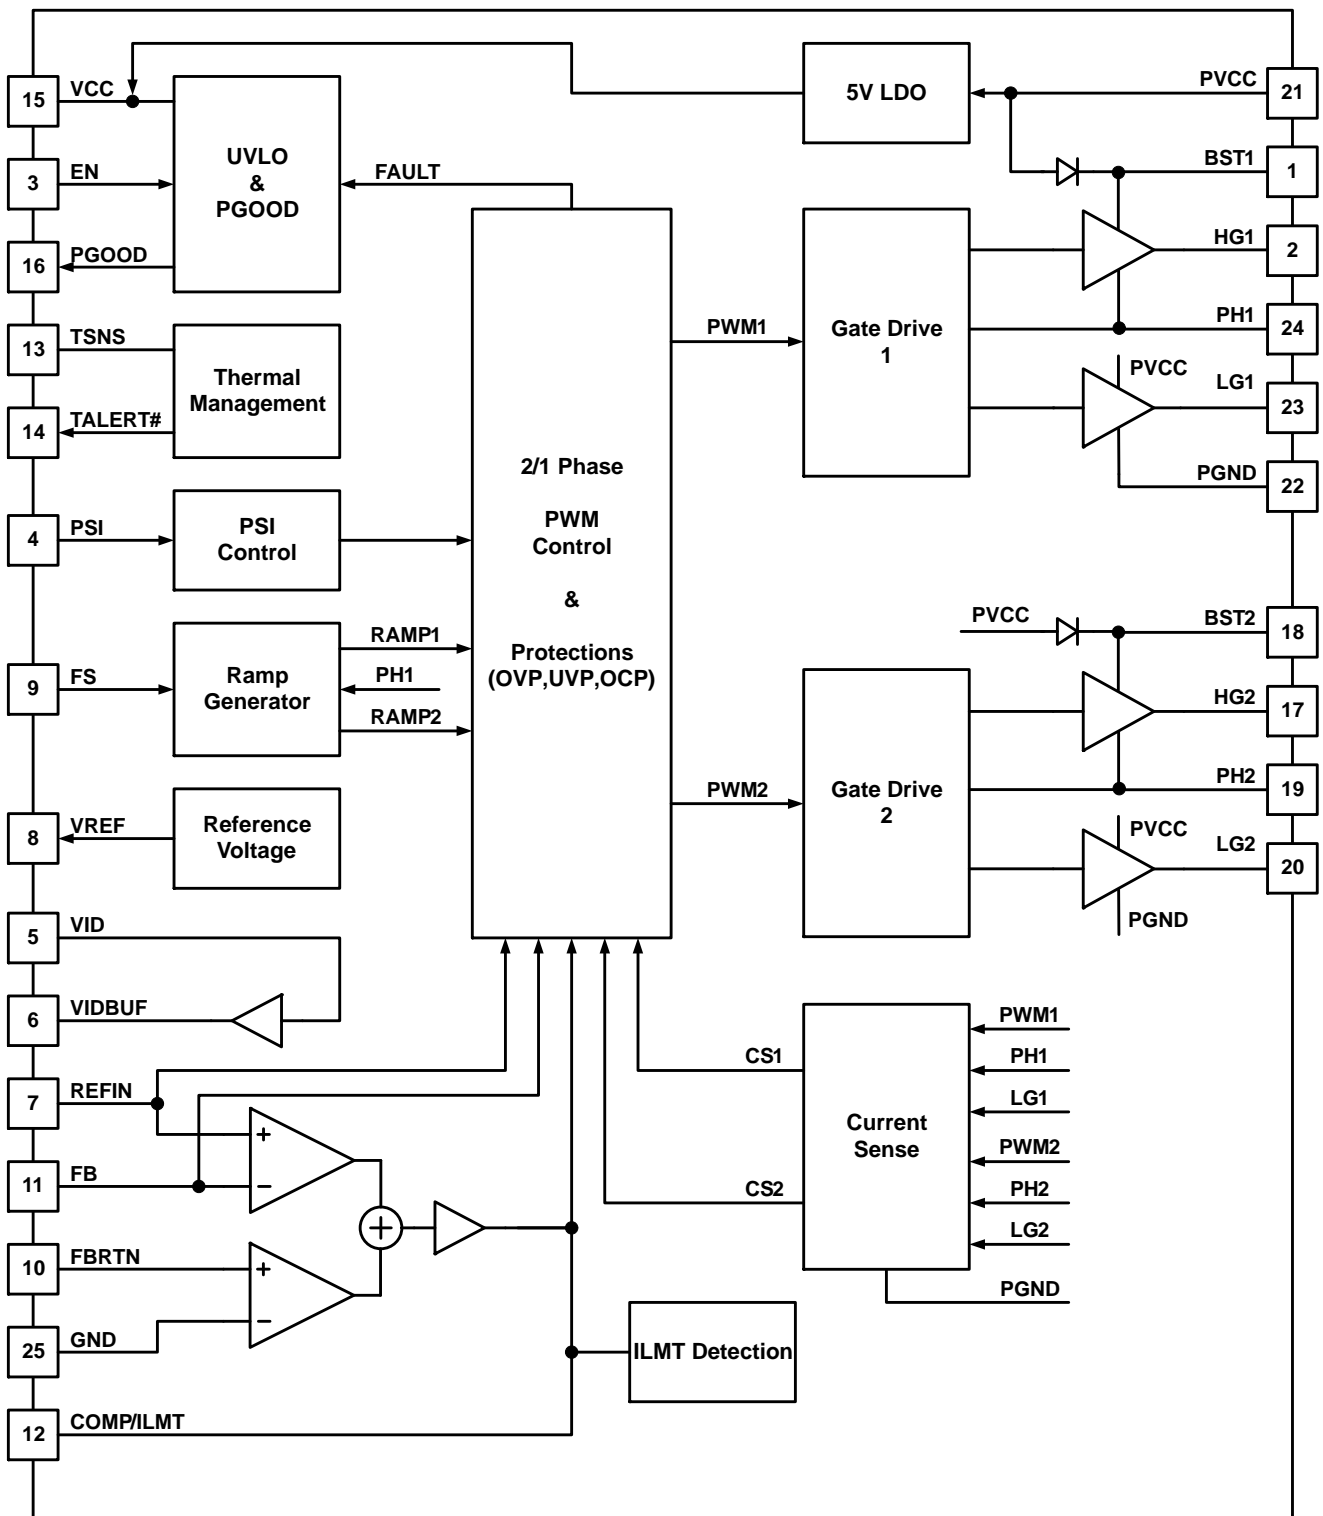 15
VCC
3
EN
16
PGOOD
UVLO
&
PGOOD
FAULT
13
TSNS
14
TALERT#
Thermal
Management
4
PSI
PSI
Control
9
FS
Ramp
Generator
RAMP1
PH1
RAMP2
8
VREF
Reference
Voltage
5
VID
6
VIDBUF
7
REFIN
11
FB
10
FBRTN
25
GND
12
COMP/ILMT
+
−
+
−
+
2/1 Phase
PWM
Control
&
Protections
(OVP,UVP,OCP)
ILMT Detection
5V LDO
PWM1
Gate Drive
1
PWM2
Gate Drive
2
CS1
CS2
Current
Sense
PWM1
PH1
LG1
PWM2
PH2
LG2
PGND
PVCC
21
BST1
1
HG1
2
PH1
24
PVCC
LG1
23
PGND
22
PVCC
BST2
18
HG2
17
PH2
19
PVCC
LG2
20
PGND